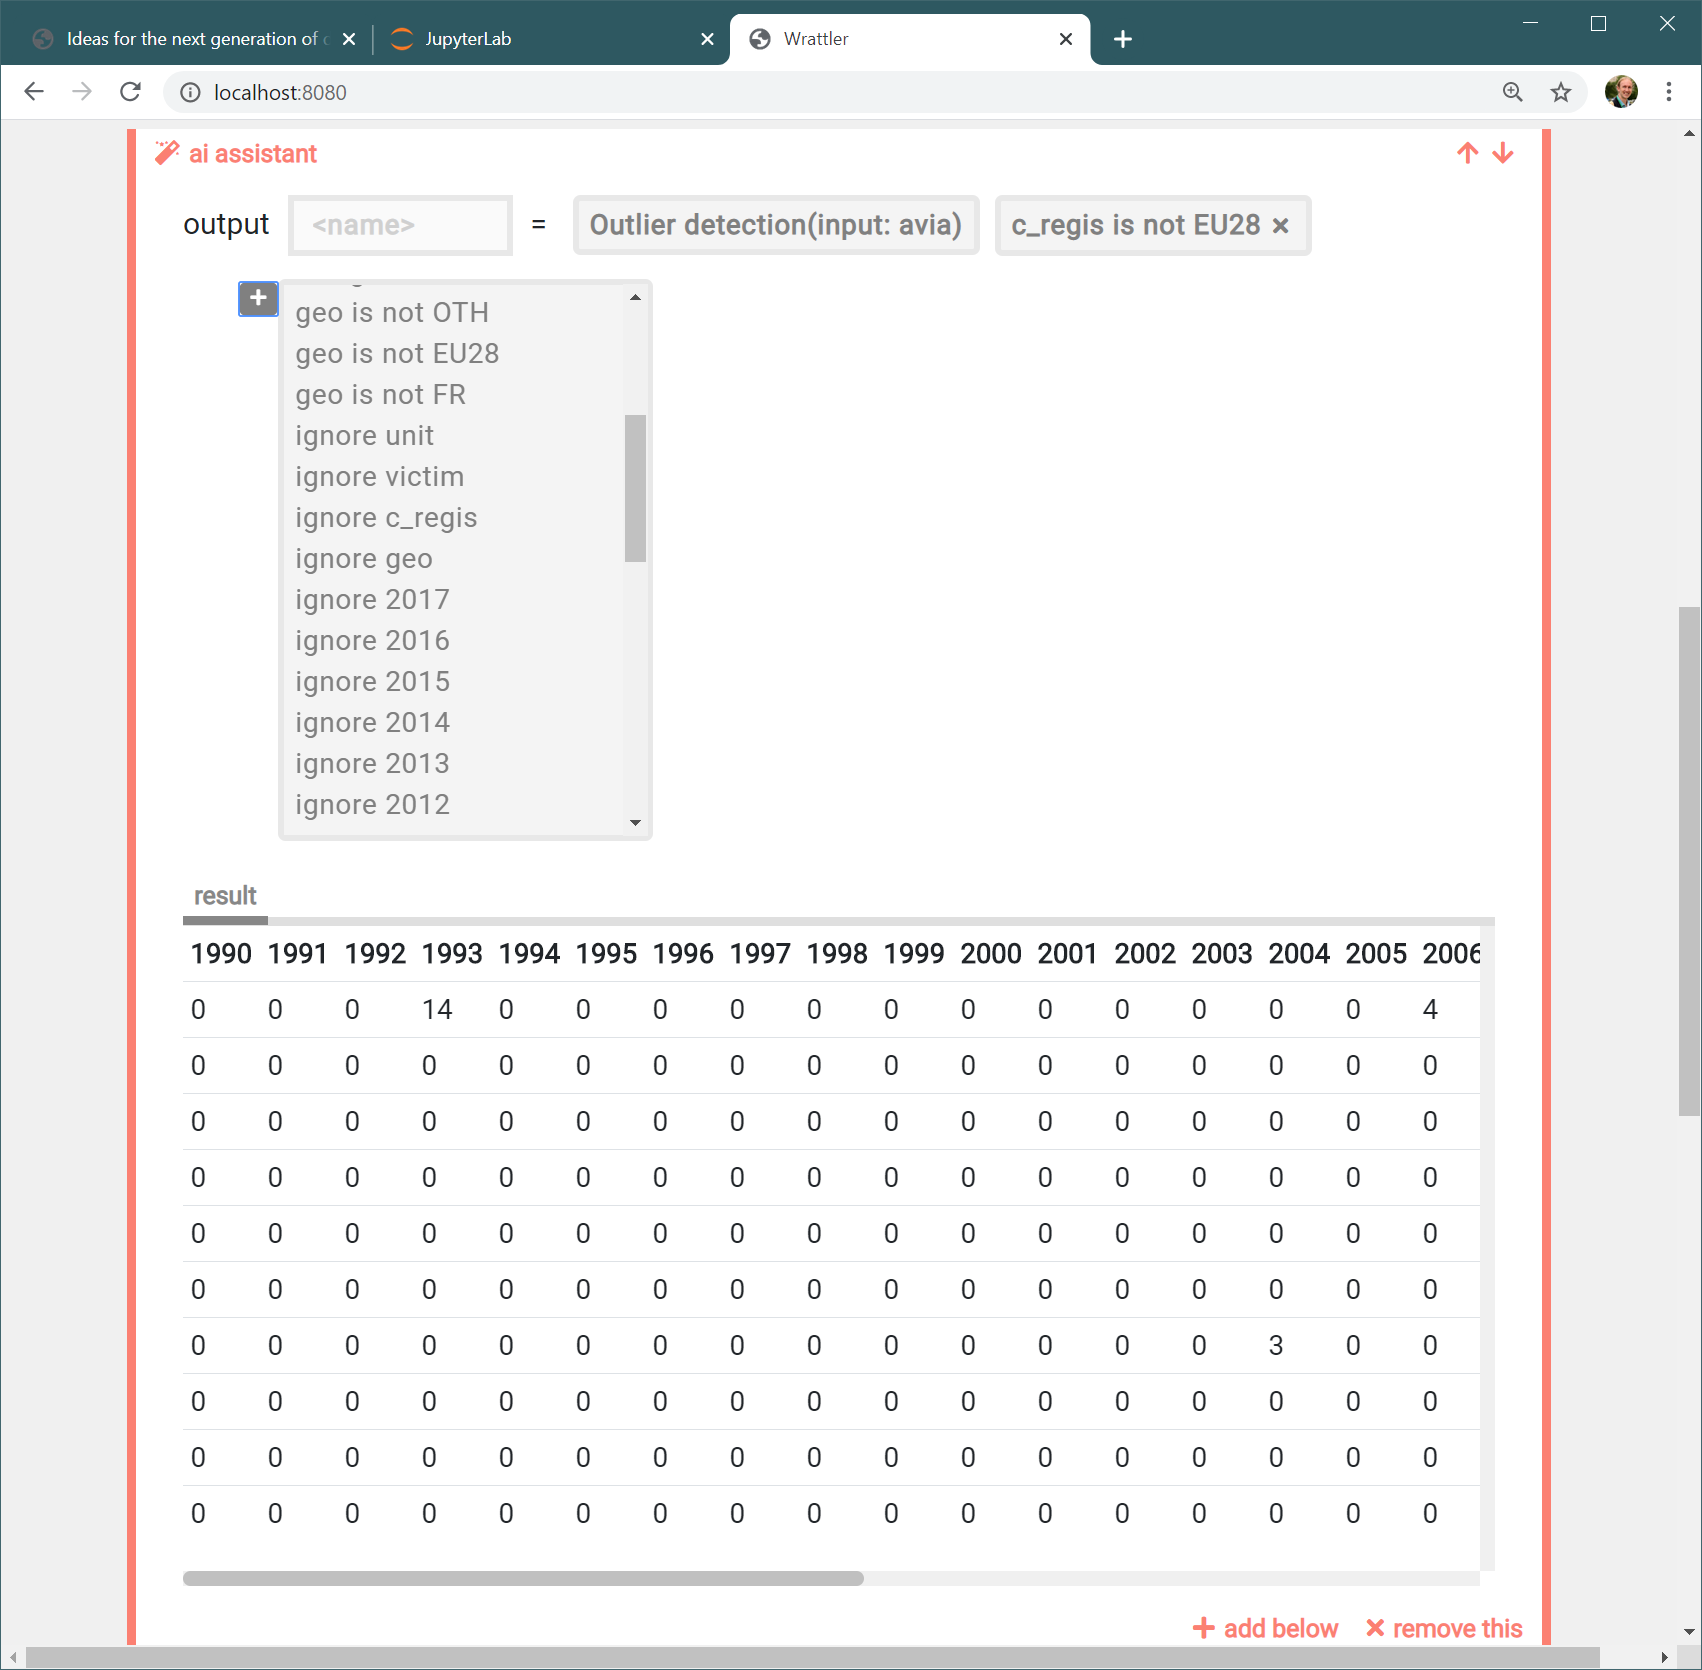 Ideas for the next generation of
JupyterLab
Wrattler
localhost:8080
ai assistant
output <name> = Outlier detection(input: avia) c_regis is not EU28 ×
+
geo is not OTH
geo is not EU28
geo is not FR
ignore unit
ignore victim
ignore c_regis
ignore geo
ignore 2017
ignore 2016
ignore 2015
ignore 2014
ignore 2013
ignore 2012
result
1990 1991 1992 1993 1994 1995 1996 1997 1998 1999 2000 2001 2002 2003 2004 2005 2006
0 0 0 14 0 0 0 0 0 0 0 0 0 0 0 0 4
0 0 0 0 0 0 0 0 0 0 0 0 0 0 0 0 0
0 0 0 0 0 0 0 0 0 0 0 0 0 0 0 0 0
0 0 0 0 0 0 0 0 0 0 0 0 0 0 0 0 0
0 0 0 0 0 0 0 0 0 0 0 0 0 0 0 0 0
0 0 0 0 0 0 0 0 0 0 0 0 0 0 0 0 0
0 0 0 0 0 0 0 0 0 0 0 0 0 0 3 0 0
0 0 0 0 0 0 0 0 0 0 0 0 0 0 0 0 0
0 0 0 0 0 0 0 0 0 0 0 0 0 0 0 0 0
0 0 0 0 0 0 0 0 0 0 0 0 0 0 0 0 0
+ add below × remove this